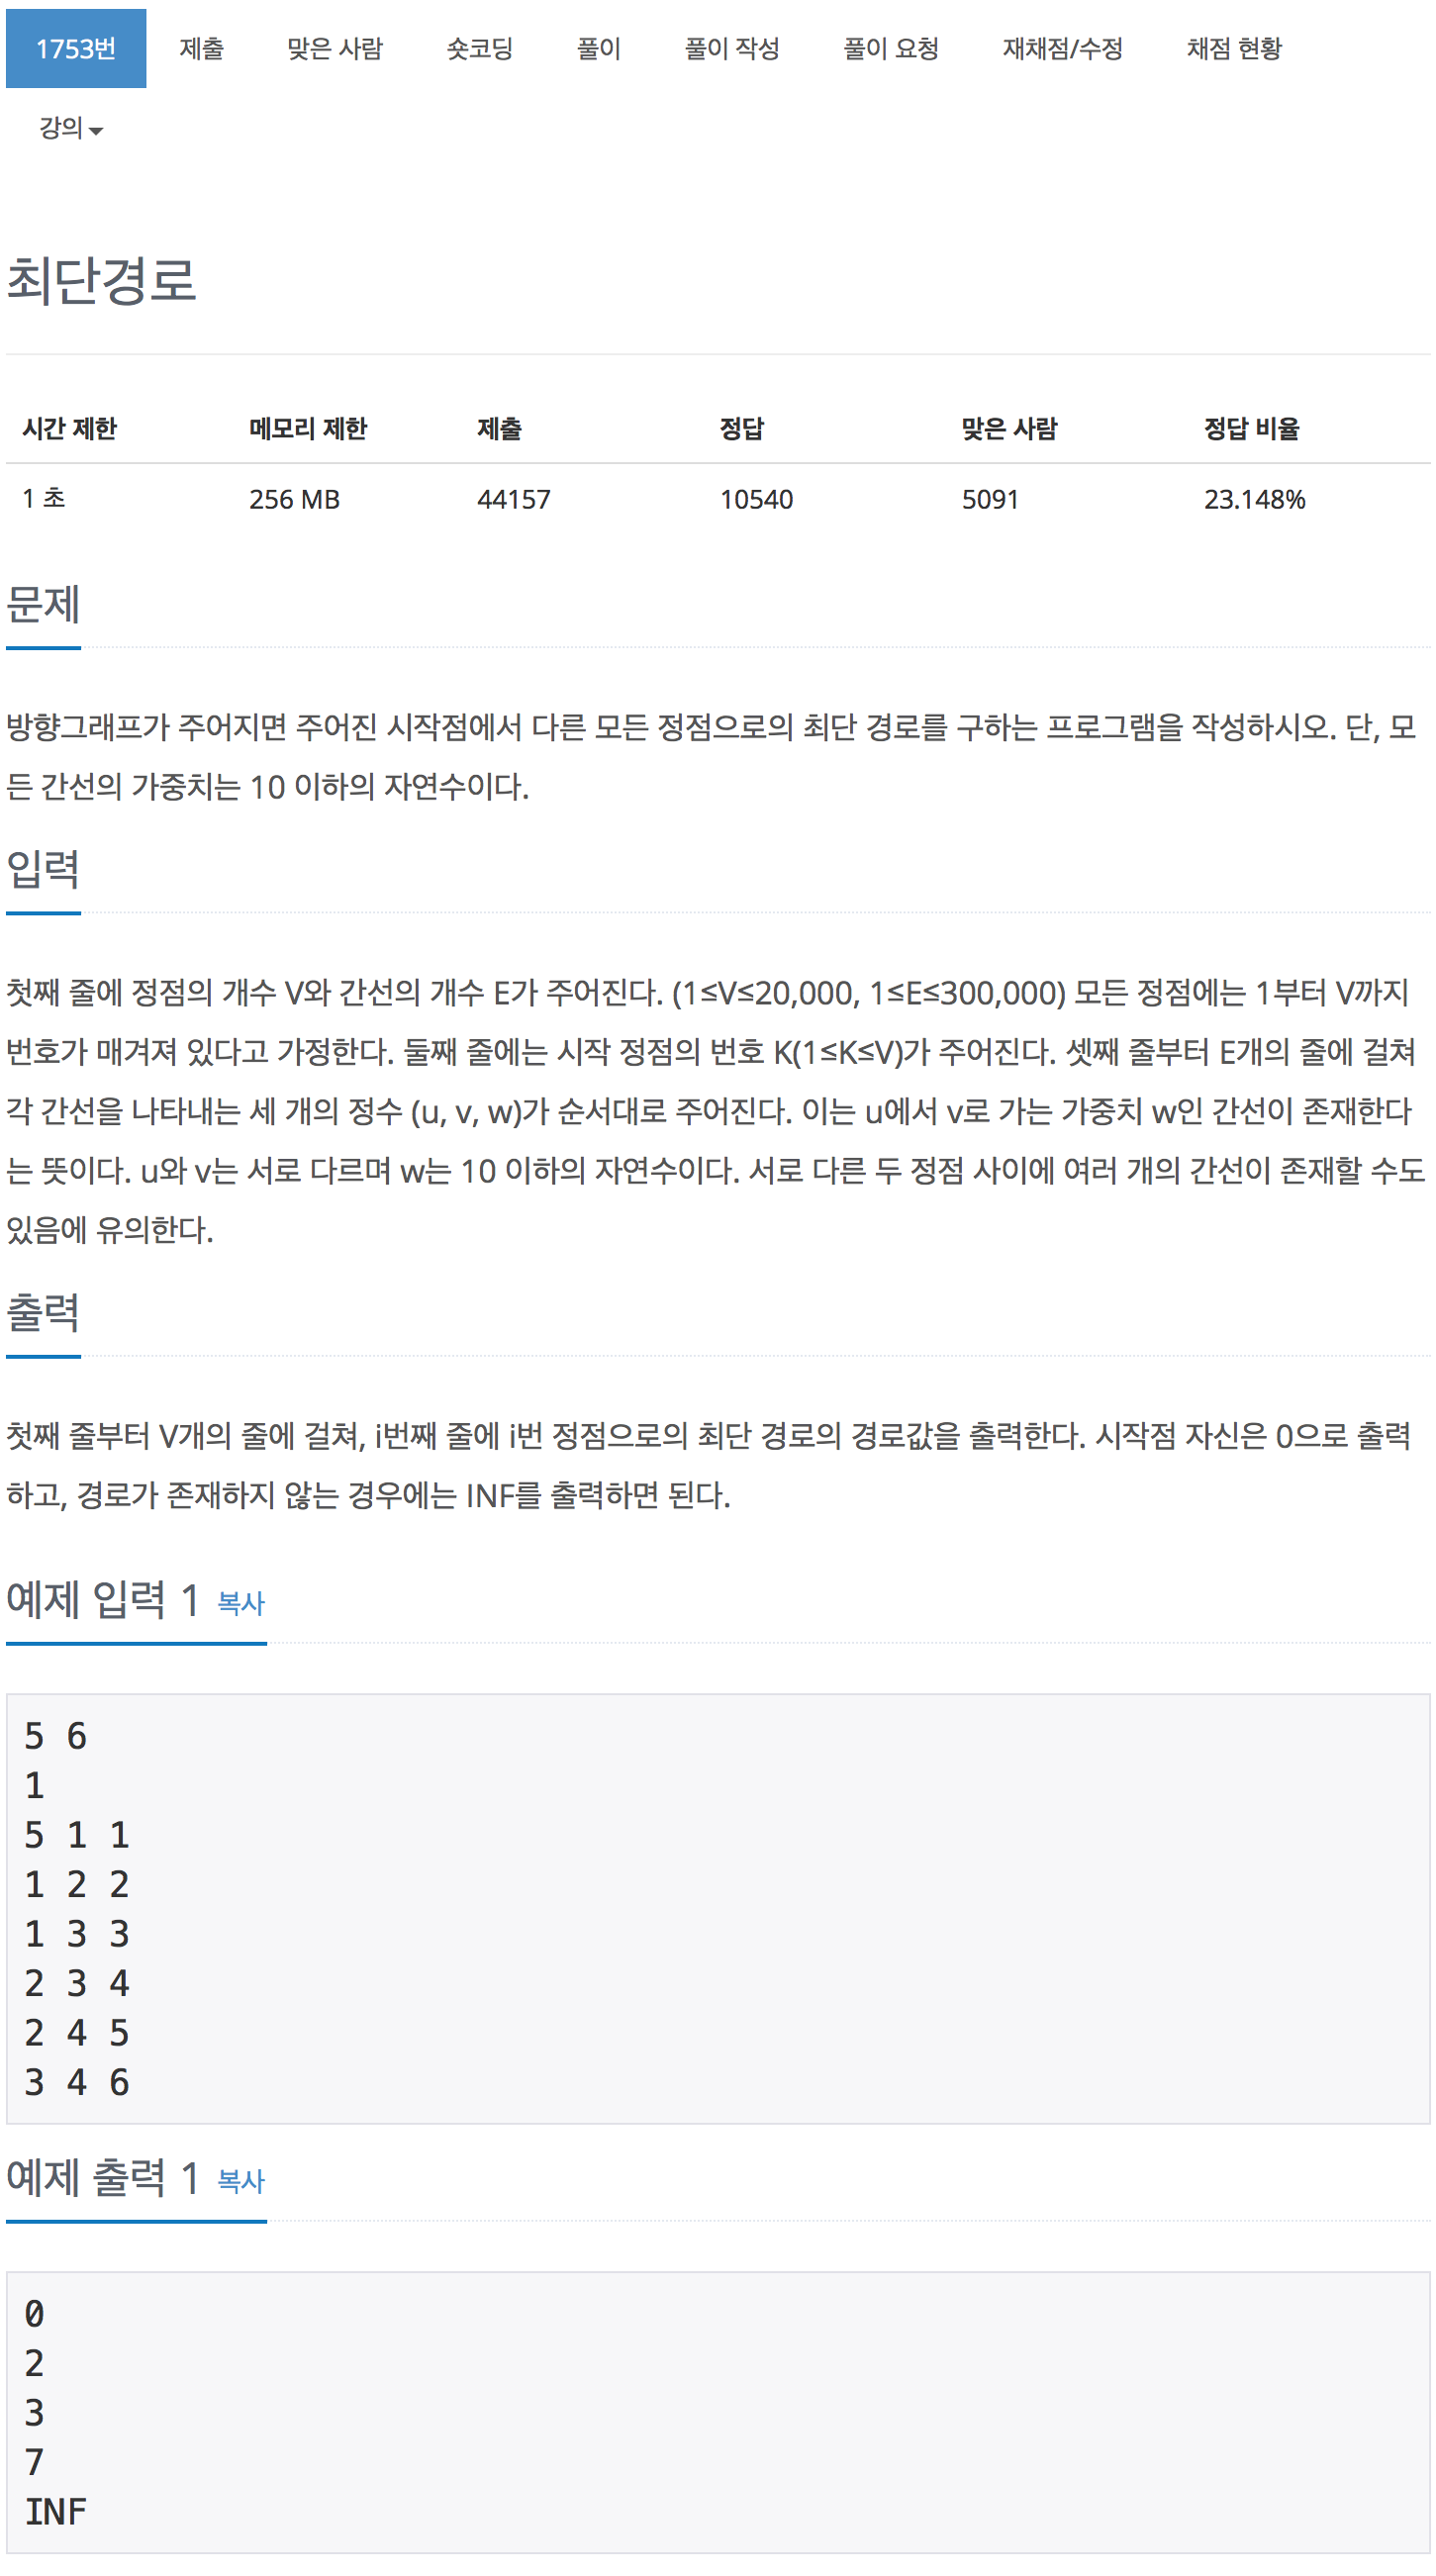 1753번 제출 맞은 사람 숏코딩 풀이 풀이 작성 풀이 요청 재채점/수정 채점 현황
강의
최단경로
시간 제한 메모리 제한 제출 정답 맞은 사람 정답 비율
1 초 256 MB 44157 10540 5091 23.148%
문제
방향그래프가 주어지면 주어진 시작점에서 다른 모든 정점으로의 최단 경로를 구하는 프로그램을 작성하시오. 단, 모
든 간선의 가중치는 10 이하의 자연수이다.
입력
첫째 줄에 정점의 개수 V와 간선의 개수 E가 주어진다. (1≤V≤20,000, 1≤E≤300,000) 모든 정점에는 1부터 V까지
번호가 매겨져 있다고 가정한다. 둘째 줄에는 시작 정점의 번호 K(1≤K≤V)가 주어진다. 셋째 줄부터 E개의 줄에 걸쳐
각 간선을 나타내는 세 개의 정수 (u, v, w)가 순서대로 주어진다. 이는 u에서 v로 가는 가중치 w인 간선이 존재한다
는 뜻이다. u와 v는 서로 다르며 w는 10 이하의 자연수이다. 서로 다른 두 정점 사이에 여러 개의 간선이 존재할 수도
있음에 유의한다.
출력
첫째 줄부터 V개의 줄에 걸쳐, i번째 줄에 i번 정점으로의 최단 경로의 경로값을 출력한다. 시작점 자신은 0으로 출력
하고, 경로가 존재하지 않는 경우에는 INF를 출력하면 된다.
예제 입력 1 복사
5 6
1
5 1 1
1 2 2
1 3 3
2 3 4
2 4 5
3 4 6
예제 출력 1 복사
0
2
3
7
INF